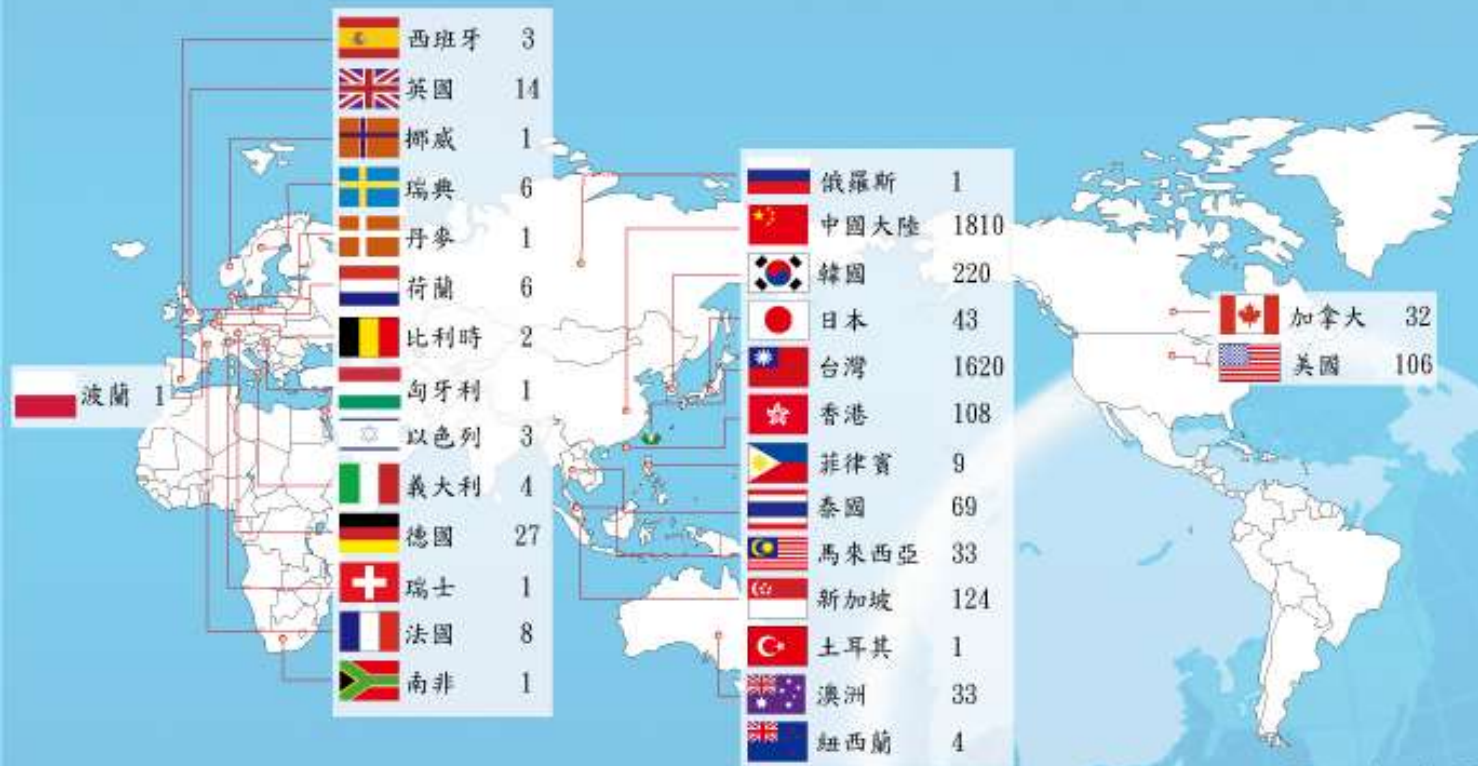 西班牙 3
英國 14
挪威 1
瑞典 6
丹麥 1
荷蘭 6
比利時 2
匈牙利 1
以色列 3
義大利 4
德國 27
瑞士 1
法國 8
南非 1
波蘭 1
俄羅斯 1
中國大陸 1810
韓國 220
日本 43
台灣 1620
香港 108
菲律賓 9
泰國 69
馬來西亞 33
新加坡 124
土耳其 1
澳洲 33
紐西蘭 4
加拿大 32
美國 106